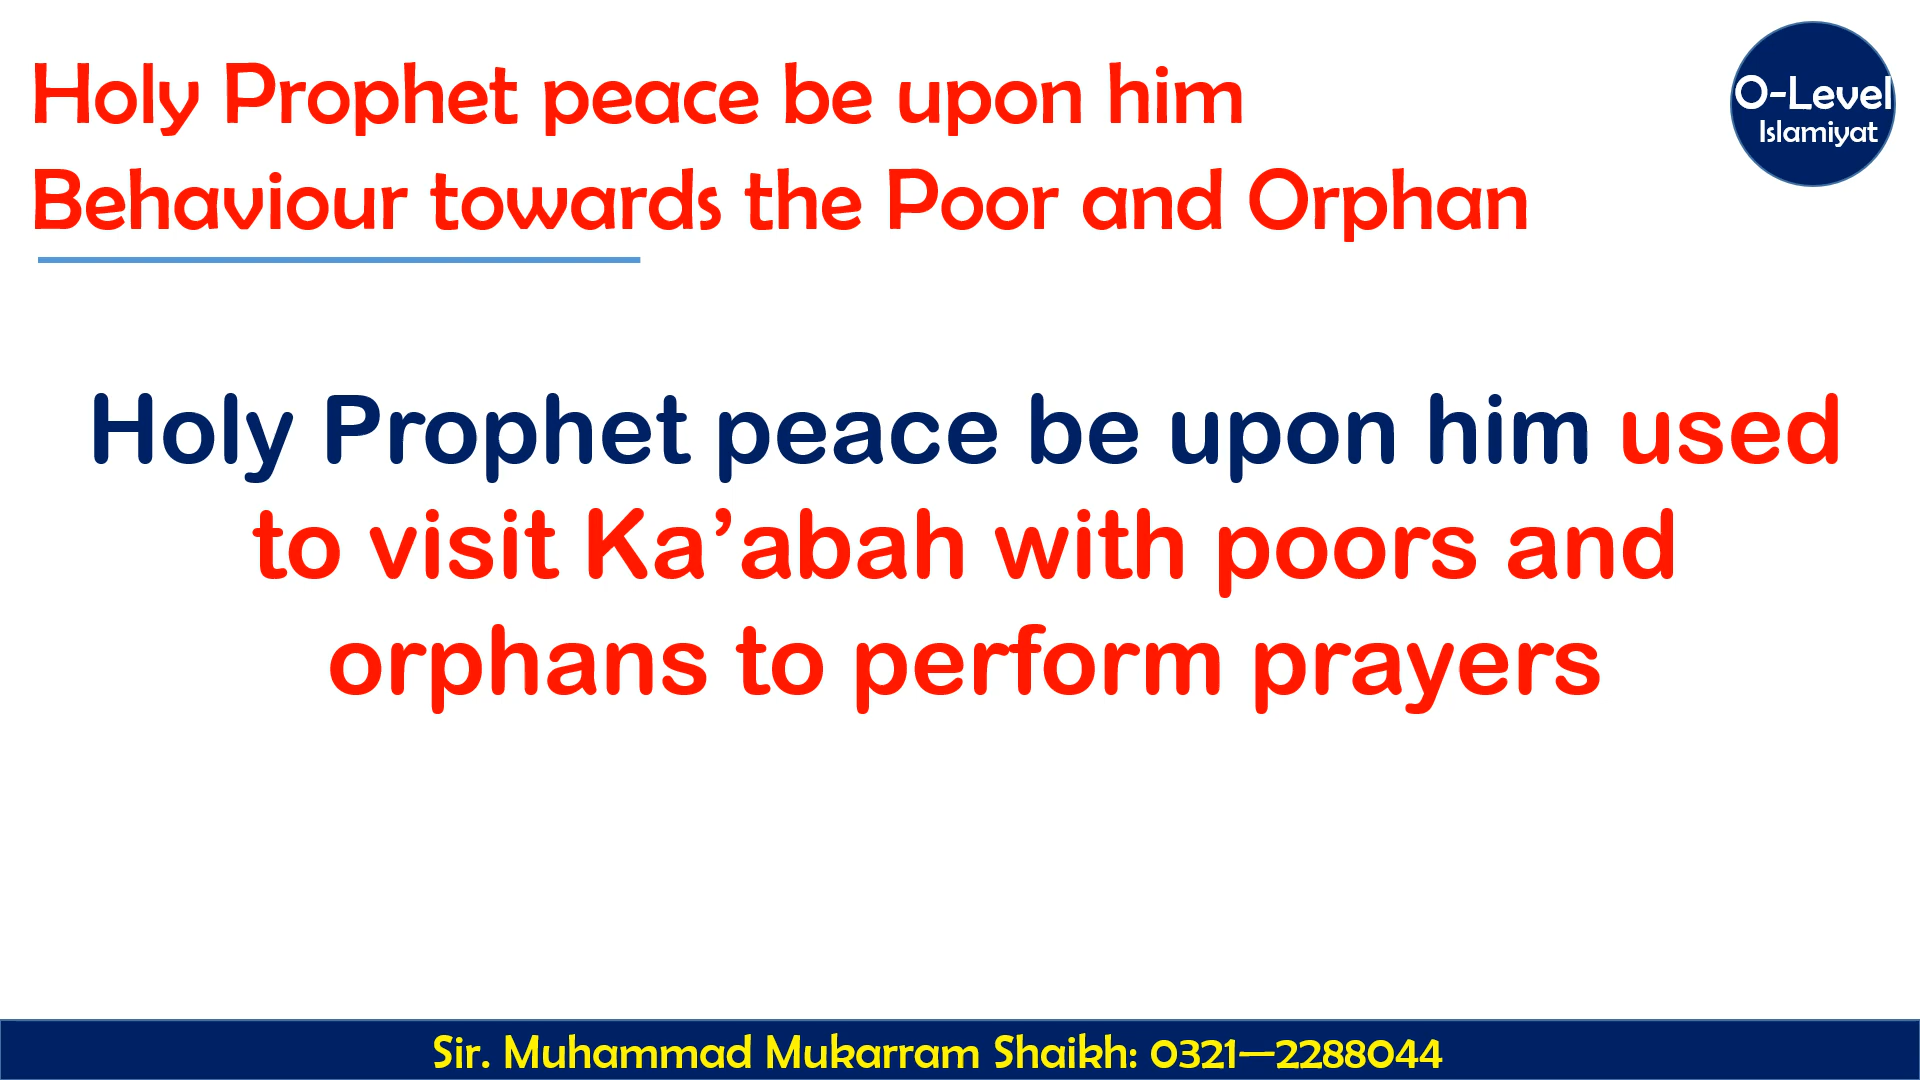 Holy Prophet peace be upon him
Behaviour towards the Poor and Orphan
O-Level
Islamiyat
Holy Prophet peace be upon him used
to visit Ka’abah with poors and
orphans to perform prayers
Sir. Muhammad Mukarram Shaikh: 0321—2288044